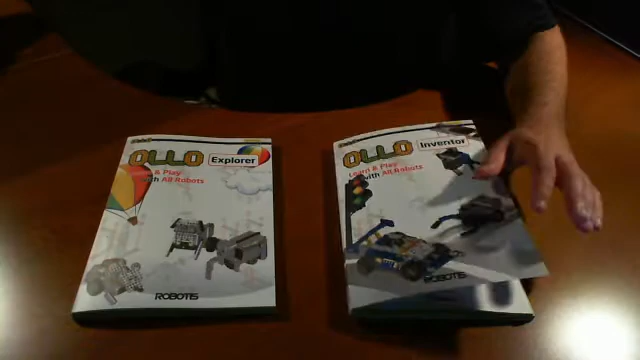 OLLO Explorer
& Play
with All Robots
ROBOTIS
OLLO Inventor
Learn & Play
with All Robots
ROBOTIS